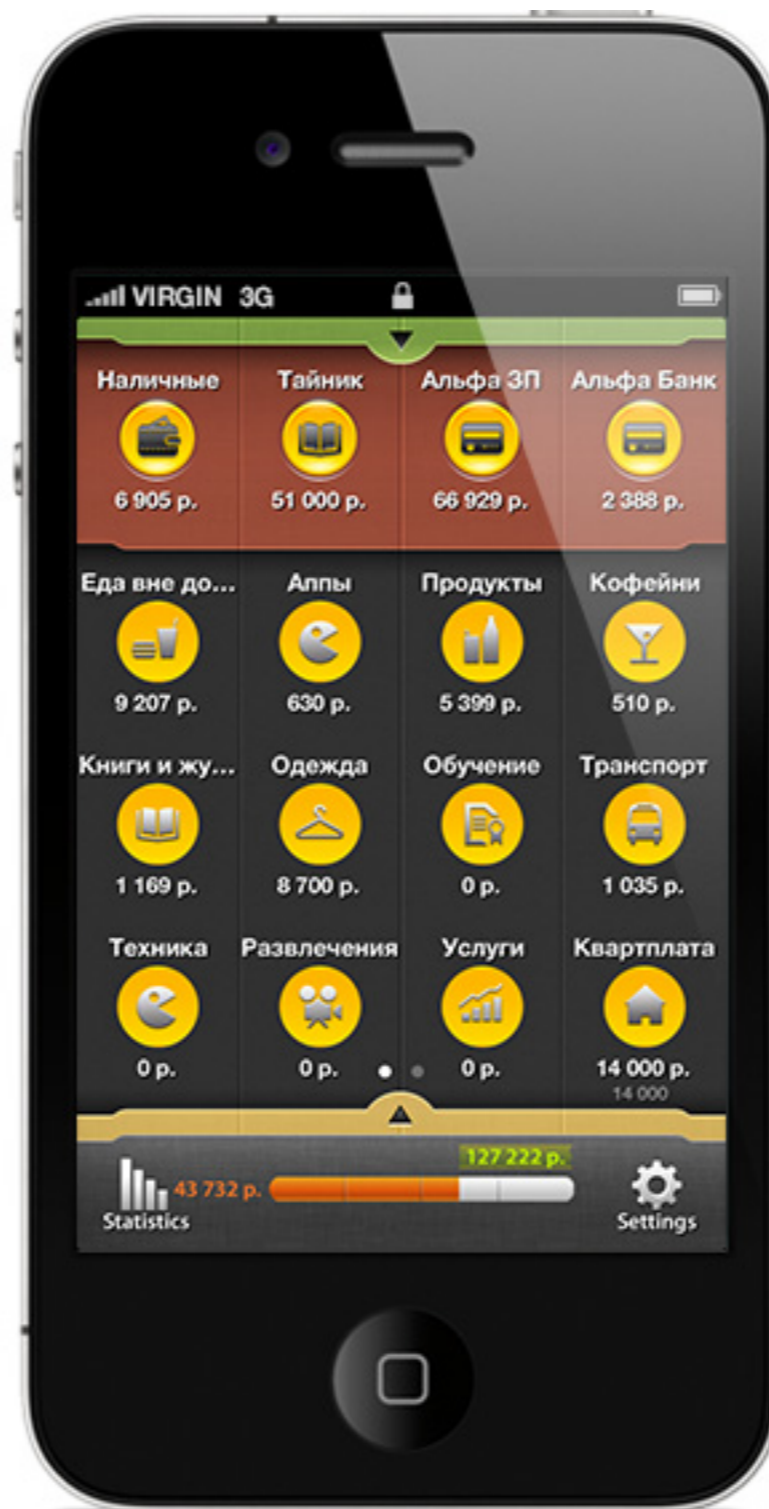 VIRGIN 3G
Наличные Тайник Альфа ЗП Альфа Банк
6 905 р. 51 000 р. 66 929 р. 2 388 р.
Еда вне до... Аппы Продукты Кофейни
9 207 р. 630 р. 5 399 р. 510 р.
Книги и жу... Одежда Обучение Транспорт
1 169 р. 8 700 р. 0 р. 1 035 р.
Техника Развлечения Услуги Квартплата
0 р. 0 р. 0 р. 14 000 р.
14 000
127 222 р.
43 732 р.
Statistics Settings